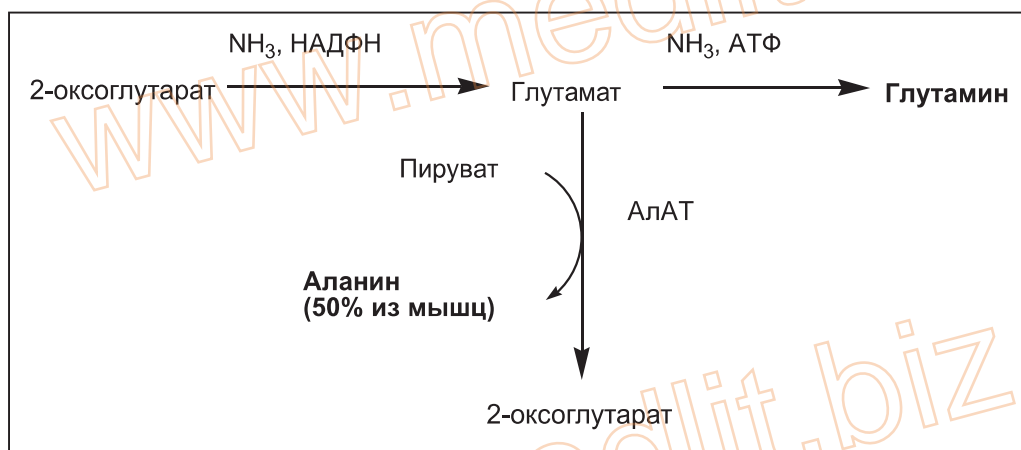 NH₃, НАДФН
NH₃, АТФ
2-оксоглутарат
Глутамат
Глутамин
Пируват
АлАТ
Аланин
(50% из мышц)
2-оксоглутарат
www.medlit
medlit.biz